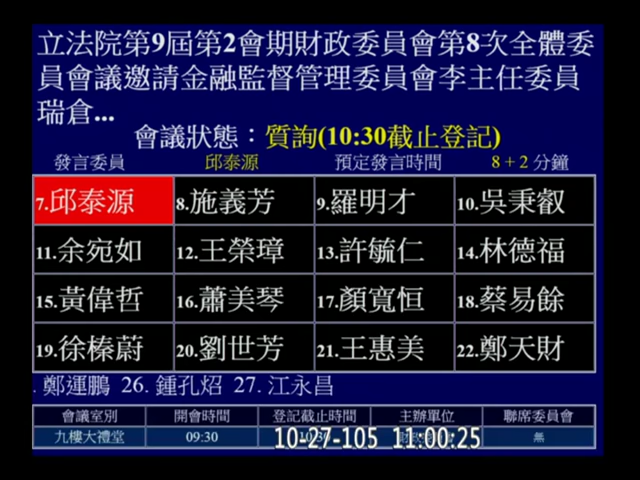 立法院第9屆第2會期財政委員會第8次全體委
員會議邀請金融監督管理委員會李主任委員
瑞倉...
會議狀態：質詢(10:30截止登記)
發言委員 邱泰源 預定發言時間 8 + 2 分鐘
7.邱泰源 8.施義芳 9.羅明才 10.吳秉叡
11.余宛如 12.王榮璋 13.許毓仁 14.林德福
15.黃偉哲 16.蕭美琴 17.顏寬恒 18.蔡易餘
19.徐榛蔚 20.劉世芳 21.王惠美 22.鄭天財
. 鄭運鵬 26. 鍾孔炤 27. 江永昌
會議室別 開會時間 登記截止時間 主辦單位 聯席委員會
九樓大禮堂 09:30 無
10-27-105 11:00:25